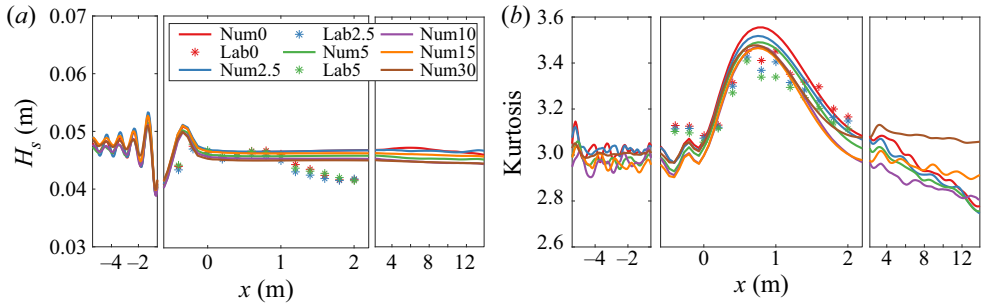 (a)
0.07
0.06
0.05
0.04
0.03
H_s (m)
Num0
Lab0
Num2.5
Lab2.5
Num5
Lab5
Num10
Num15
Num30
–4 –2 0 1 2 4 8 12
x (m)
(b)
3.6
3.4
3.2
3.0
2.8
2.6
Kurtosis
–4 –2 0 1 2 4 8 12
x (m)